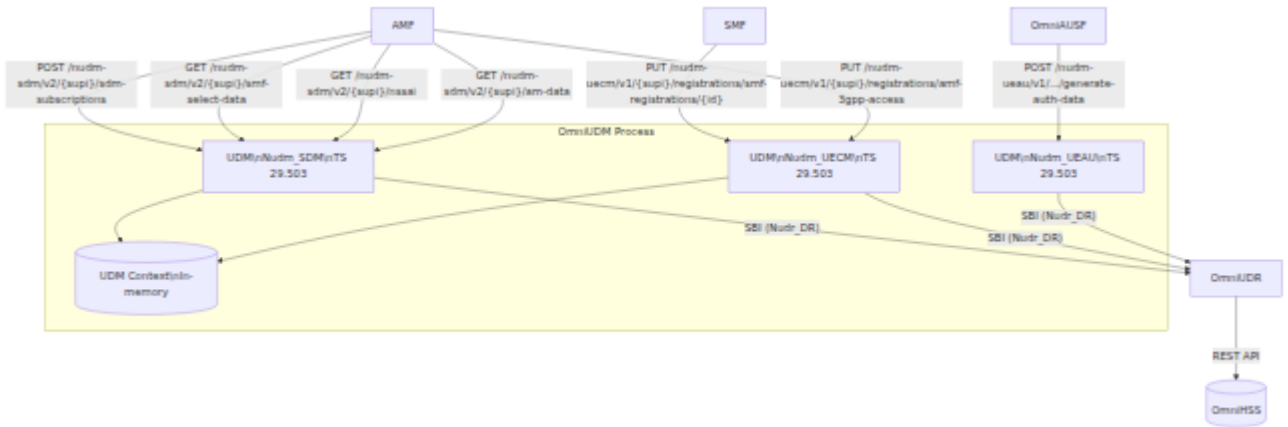 AMF
SMF
OmniAUSF
POST /nudm-
sdm/v2/{supi}/sdm-
subscriptions
GET /nudm-
sdm/v2/{supi}/smf-
select-data
GET /nudm-
sdm/v2/{supi}/nssai
GET /nudm-
sdm/v2/{supi}/am-data
PUT /nudm-
uecm/v1/{supi}/registrations/smf-
registrations/{id}
PUT /nudm-
uecm/v1/{supi}/registrations/amf-
3gpp-access
POST /nudm-
ueau/v1/.../generate-
auth-data
OmniUDM Process
UDM\nNudm_SDM\nTS
29.503
UDM\nNudm_UECM\nTS
29.503
UDM\nNudm_UEAU\nTS
29.503
SBI (Nudr_DR)
SBI (Nudr_DR)
SBI (Nudr_DR)
UDM Context\nIn-
memory
OmniUDR
REST API
OmniHSS